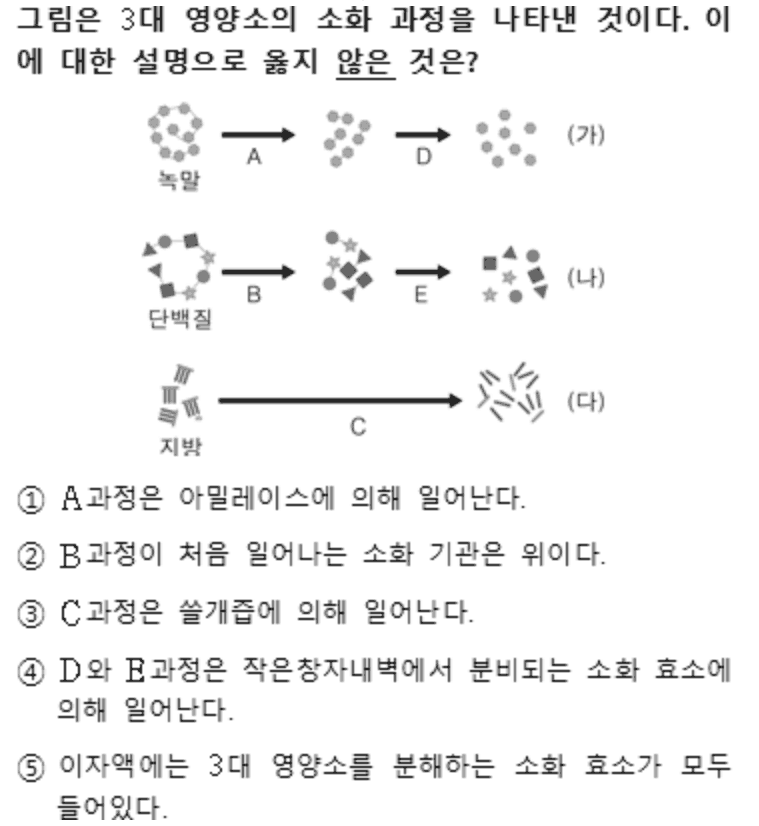 그림은 3대 영양소의 소화 과정을 나타낸 것이다. 이
에 대한 설명으로 옳지 않은 것은?
A D (가)
녹말
B E (나)
단백질
C (다)
지방
① A과정은 아밀레이스에 의해 일어난다.
② B과정이 처음 일어나는 소화 기관은 위이다.
③ C과정은 쓸개즙에 의해 일어난다.
④ D와 E과정은 작은창자내벽에서 분비되는 소화 효소에
의해 일어난다.
⑤ 이자액에는 3대 영양소를 분해하는 소화 효소가 모두
들어있다.